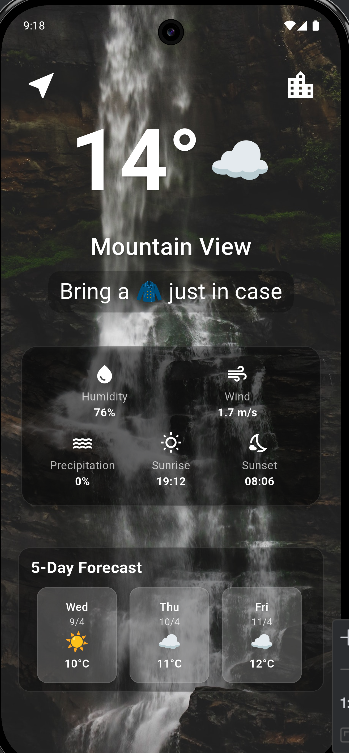 9:18
14°
Mountain View
Bring a 🧥 just in case
Humidity
76%
Wind
1.7 m/s
Precipitation
0%
Sunrise
19:12
Sunset
08:06
5-Day Forecast
Wed
9/4
10°C
Thu
10/4
11°C
Fri
11/4
12°C